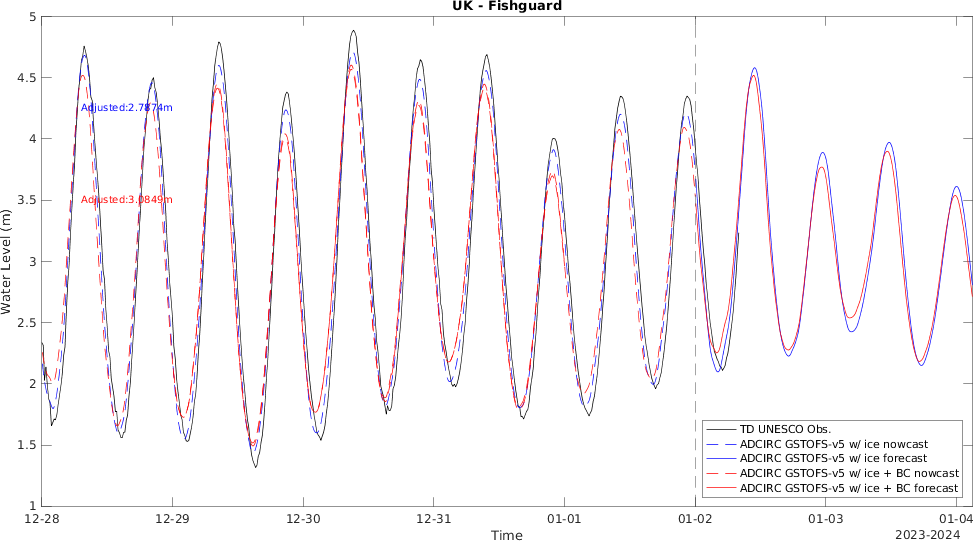 UK - Fishguard
Water Level (m)
5
4.5
4
3.5
3
2.5
2
1.5
1
Adjusted:2.7874m
Adjusted:3.0849m
TD UNESCO Obs.
ADCIRC GSTOFS-v5 w/ ice nowcast
ADCIRC GSTOFS-v5 w/ ice forecast
ADCIRC GSTOFS-v5 w/ ice + BC nowcast
ADCIRC GSTOFS-v5 w/ ice + BC forecast
12-28 12-29 12-30 12-31 01-01 01-02 01-03 01-04
Time
2023-2024